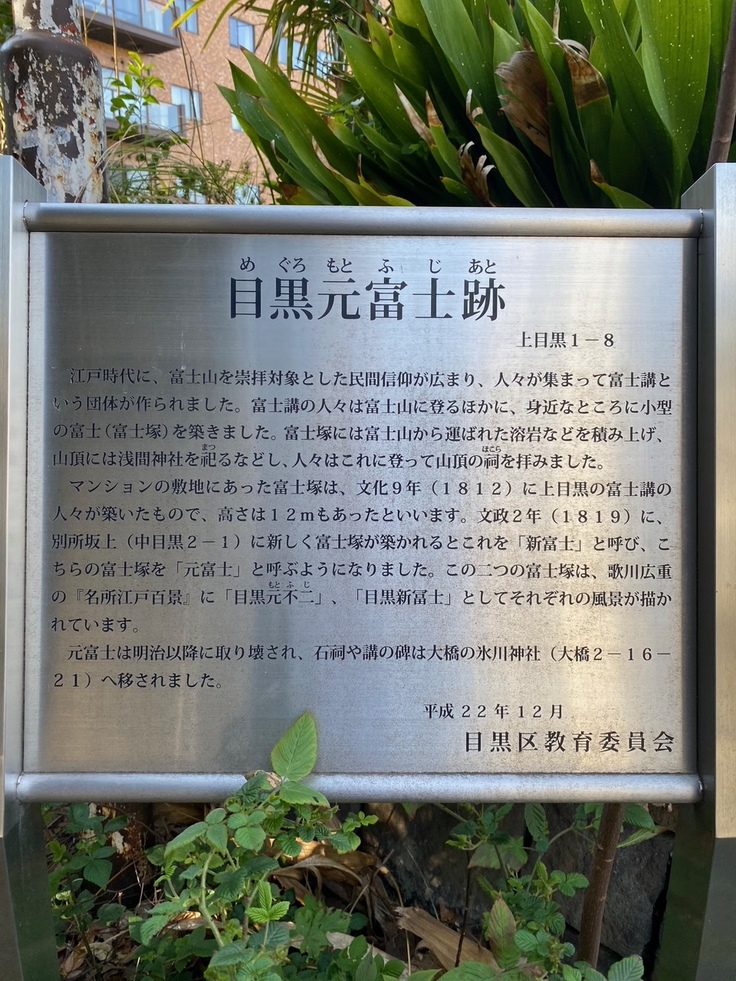 め ぐろ もと ふ じ あと
目黒元富士跡
上目黒１－８
江戸時代に、富士山を崇拝対象とした民間信仰が広まり、人々が集まって富士講と
いう団体が作られました。富士講の人々は富士山に登るほかに、身近なところに小型
の富士（富士塚）を築きました。富士塚には富士山から運ばれた溶岩などを積み上げ、
まつ ほこら
山頂には浅間神社を祀るなどし、人々はこれに登って山頂の祠を拝みました。
マンションの敷地にあった富士塚は、文化９年（１８１２）に上目黒の富士講の
人々が築いたもので、高さは１２ｍもあったといいます。文政２年（１８１９）に、
別所坂上（中目黒２－１）に新しく富士塚が築かれるとこれを「新富士」と呼び、こ
ちらの富士塚を「元富士」と呼ぶようになりました。この二つの富士塚は、歌川広重
もと ふ じ
の『名所江戸百景』に「目黒元不二」、「目黒新冨士」としてそれぞれの風景が描か
れています。
元富士は明治以降に取り壊され、石祠や講の碑は大橋の氷川神社（大橋２－１６－
２１）へ移されました。
平成２２年１２月
目黒区教育委員会